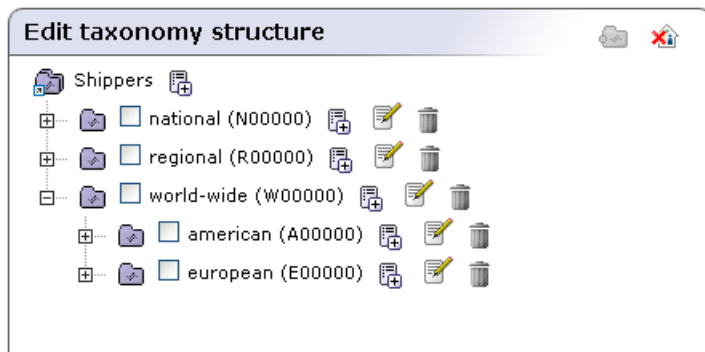 Edit taxonomy structure
Shippers
national (N00000)
regional (R00000)
world-wide (W00000)
american (A00000)
european (E00000)